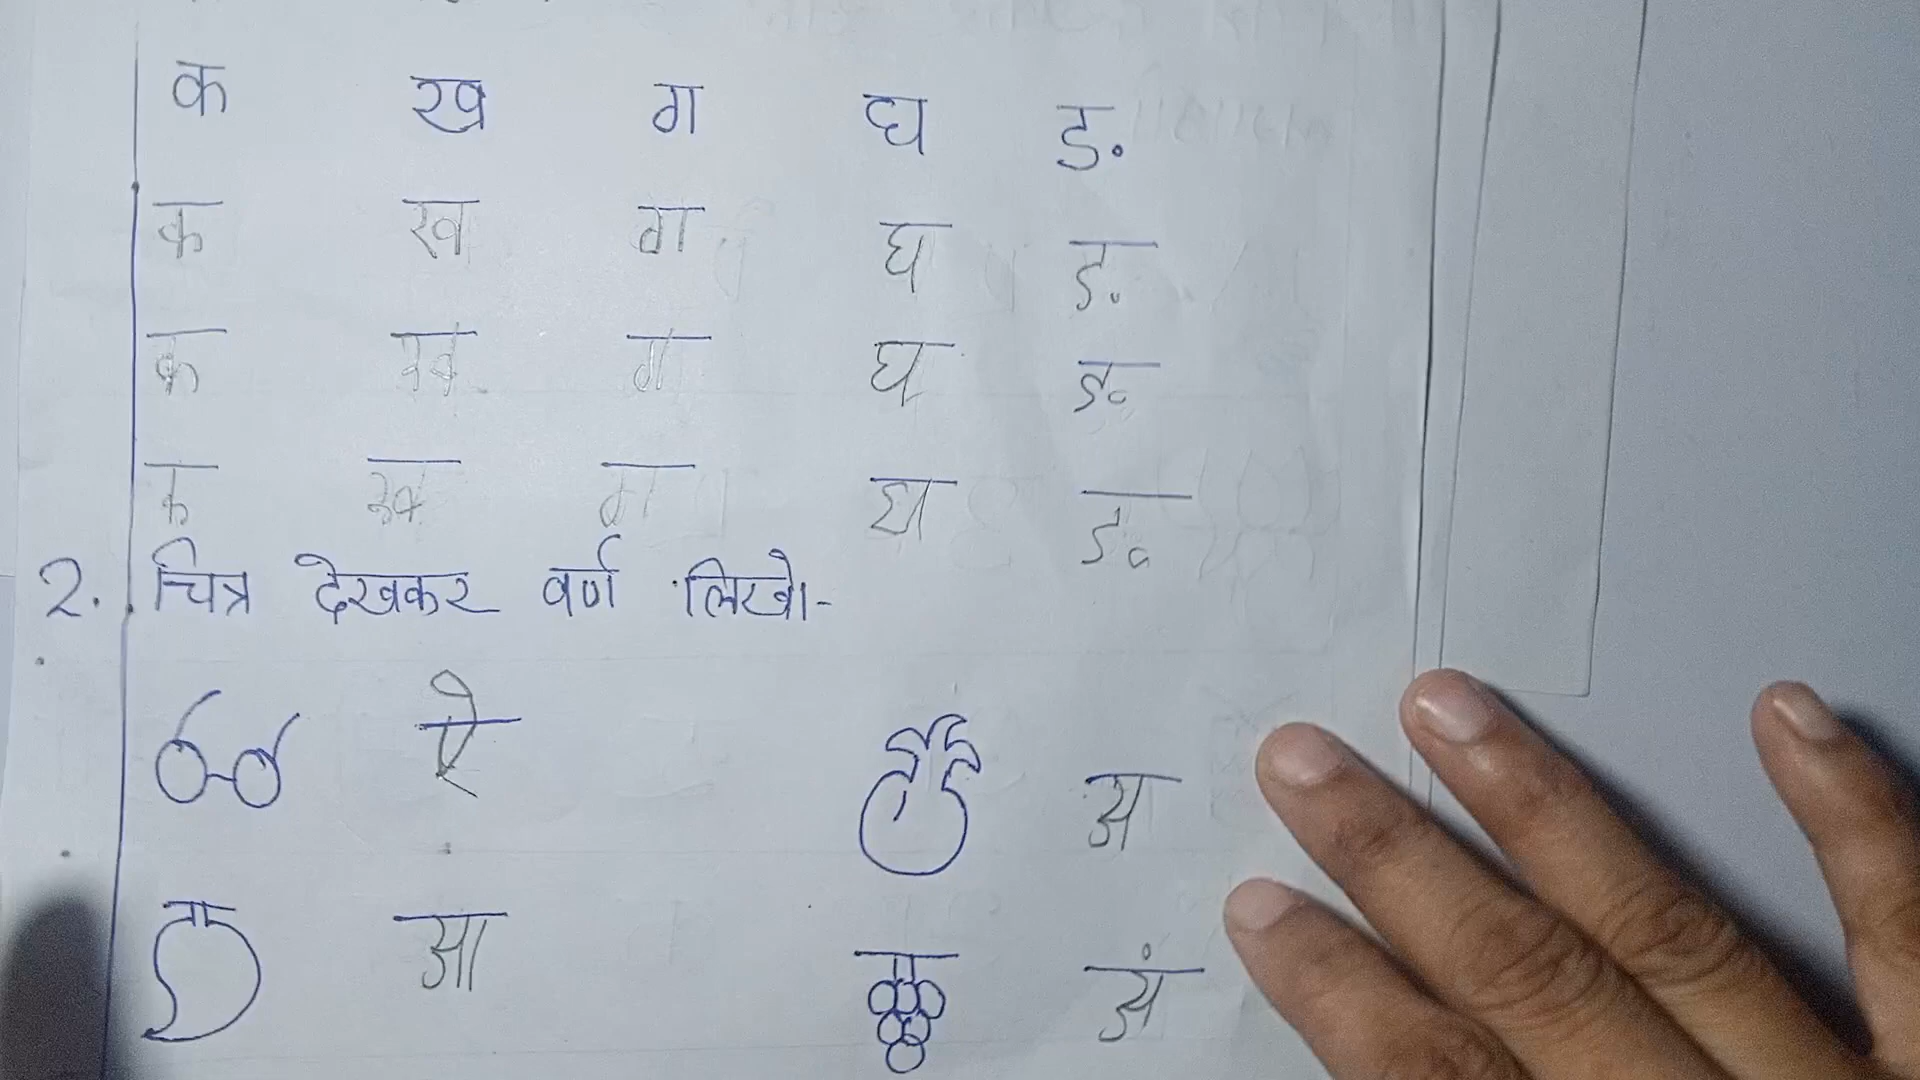 क ख ग घ ङ
क ख ग घ ङ
क ख ग घ ङ
क ख ग घ ङ
2. चित्र देखकर वर्ण लिखो-
ऐ अ
आ अं